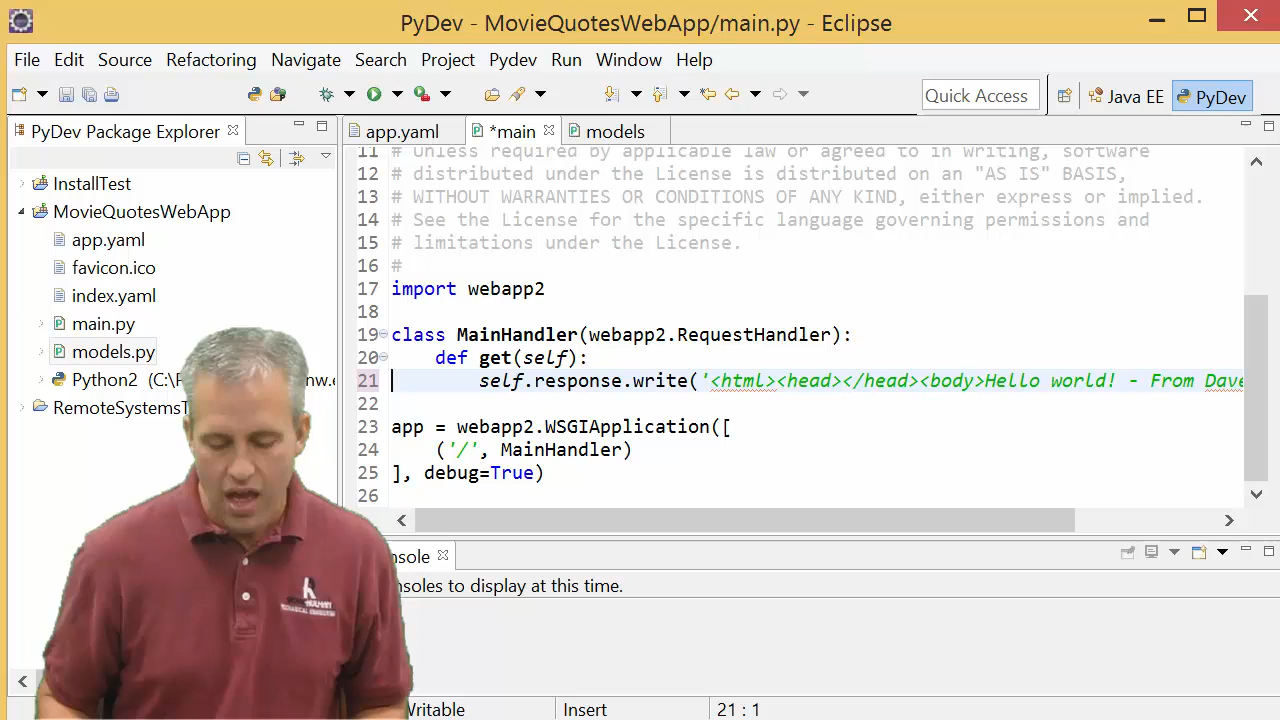 PyDev - MovieQuotesWebApp/main.py - Eclipse
File Edit Source Refactoring Navigate Search Project Pydev Run Window Help
Quick Access
Java EE
PyDev
PyDev Package Explorer
app.yaml
*main
models
InstallTest
MovieQuotesWebApp
app.yaml
favicon.ico
index.yaml
main.py
models.py
Python2 (C:\P
nw.e
RemoteSystemsT
11 # Unless required by applicable law or agreed to in writing, software
12 # distributed under the License is distributed on an "AS IS" BASIS,
13 # WITHOUT WARRANTIES OR CONDITIONS OF ANY KIND, either express or implied.
14 # See the License for the specific language governing permissions and
15 # limitations under the License.
16 #
17 import webapp2
18
19 class MainHandler(webapp2.RequestHandler):
20 def get(self):
21 self.response.write('<html><head></head><body>Hello world! - From Dave
22
23 app = webapp2.WSGIApplication([
24 ('/', MainHandler)
25 ], debug=True)
26
nsole
nsoles to display at this time.
Writable
Insert
21 : 1